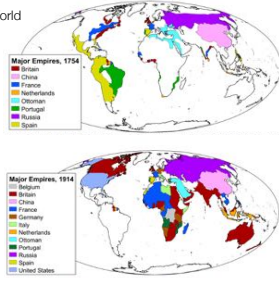 orld
Major Empires, 1754
Britain
China
France
Netherlands
Ottoman
Portugal
Russia
Spain
Major Empires, 1914
Belgium
Britain
China
France
Germany
Italy
Netherlands
Ottoman
Portugal
Russia
Spain
United States